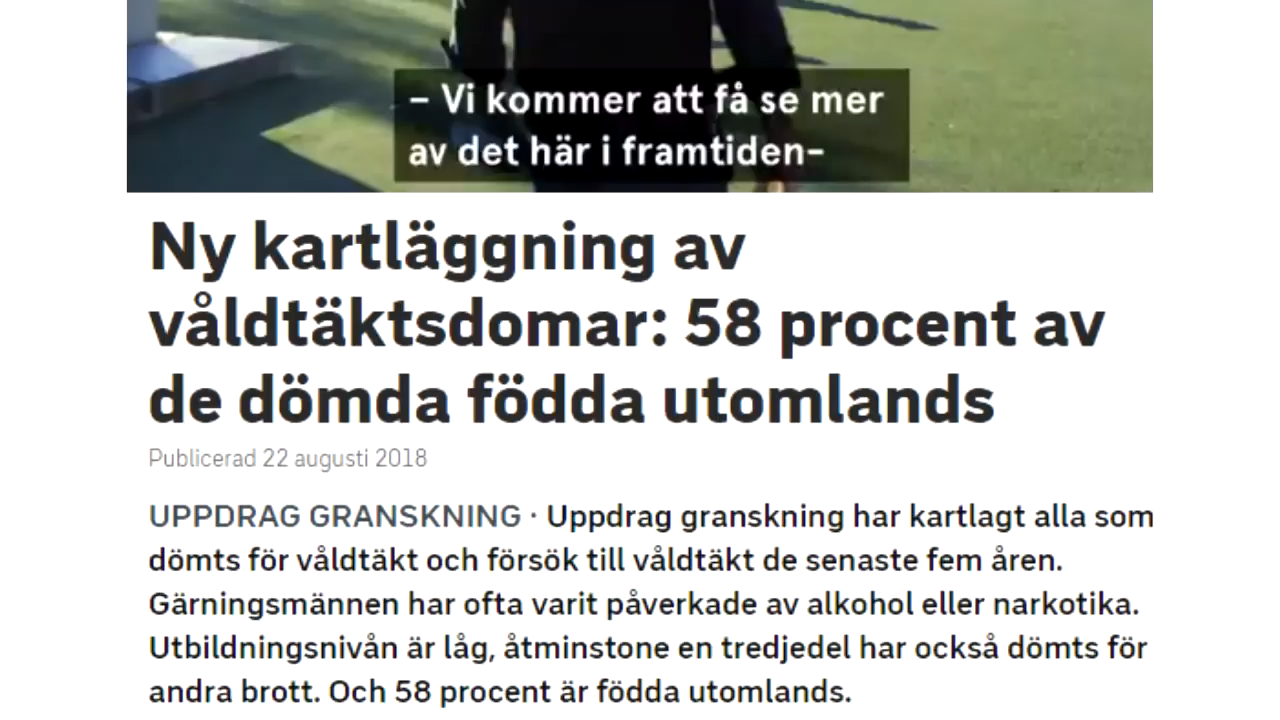 – Vi kommer att få se mer
av det här i framtiden–
Ny kartläggning av
våldtäktsdomar: 58 procent av
de dömda födda utomlands
Publicerad 22 augusti 2018
UPPDRAG GRANSKNING · Uppdrag granskning har kartlagt alla som
dömts för våldtäkt och försök till våldtäkt de senaste fem åren.
Gärningsmännen har ofta varit påverkade av alkohol eller narkotika.
Utbildningsnivån är låg, åtminstone en tredjedel har också dömts för
andra brott. Och 58 procent är födda utomlands.